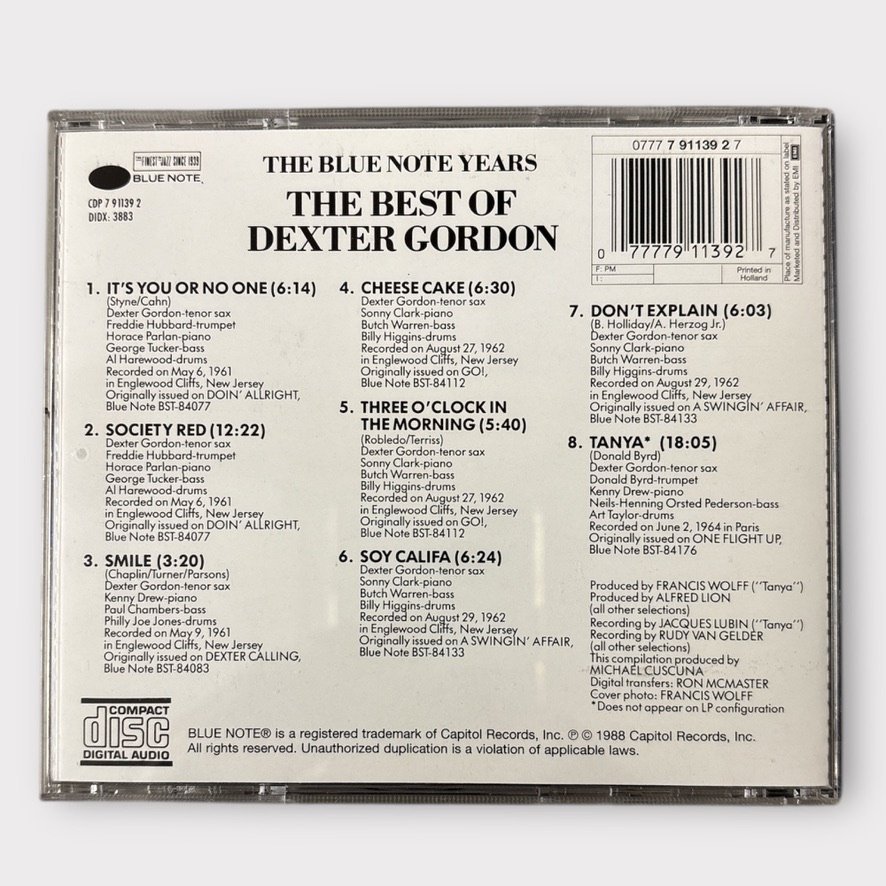 THE FINEST IN JAZZ SINCE 1939
BLUE NOTE
CDP 7 91139 2
DIDX: 3883
THE BLUE NOTE YEARS
THE BEST OF
DEXTER GORDON
0777 7 91139 2 7
0 77779 11392 7
F: PM
I:
Printed in
Holland
Place of manufacture as stated on label
Marketed and Distributed by EMI
EMI
1. IT'S YOU OR NO ONE (6:14)
(Styne/Cahn)
Dexter Gordon-tenor sax
Freddie Hubbard-trumpet
Horace Parlan-piano
George Tucker-bass
Al Harewood-drums
Recorded on May 6, 1961
in Englewood Cliffs, New Jersey
Originally issued on DOIN' ALLRIGHT,
Blue Note BST-84077
2. SOCIETY RED (12:22)
Dexter Gordon-tenor sax
Freddie Hubbard-trumpet
Horace Parlan-piano
George Tucker-bass
Al Harewood-drums
Recorded on May 6, 1961
in Englewood Cliffs, New Jersey
Originally issued on DOIN' ALLRIGHT,
Blue Note BST-84077
3. SMILE (3:20)
(Chaplin/Turner/Parsons)
Dexter Gordon-tenor sax
Kenny Drew-piano
Paul Chambers-bass
Philly Joe Jones-drums
Recorded on May 9, 1961
in Englewood Cliffs, New Jersey
Originally issued on DEXTER CALLING,
Blue Note BST-84083
4. CHEESE CAKE (6:30)
Dexter Gordon-tenor sax
Sonny Clark-piano
Butch Warren-bass
Billy Higgins-drums
Recorded on August 27, 1962
in Englewood Cliffs, New Jersey
Originally issued on GO!,
Blue Note BST-84112
5. THREE O'CLOCK IN
THE MORNING (5:40)
(Robledo/Terriss)
Dexter Gordon-tenor sax
Sonny Clark-piano
Butch Warren-bass
Billy Higgins-drums
Recorded on August 27, 1962
in Englewood Cliffs, New Jersey
Originally issued on GO!,
Blue Note BST-84112
6. SOY CALIFA (6:24)
Dexter Gordon-tenor sax
Sonny Clark-piano
Butch Warren-bass
Billy Higgins-drums
Recorded on August 29, 1962
in Englewood Cliffs, New Jersey
Originally issued on A SWINGIN' AFFAIR,
Blue Note BST-84133
7. DON'T EXPLAIN (6:03)
(B. Holliday/A. Herzog Jr.)
Dexter Gordon-tenor sax
Sonny Clark-piano
Butch Warren-bass
Billy Higgins-drums
Recorded on August 29, 1962
in Englewood Cliffs, New Jersey
Originally issued on A SWINGIN' AFFAIR,
Blue Note BST-84133
8. TANYA* (18:05)
(Donald Byrd)
Dexter Gordon-tenor sax
Donald Byrd-trumpet
Kenny Drew-piano
Neils-Henning Orsted Pederson-bass
Art Taylor-drums
Recorded on June 2, 1964 in Paris
Originally issued on ONE FLIGHT UP,
Blue Note BST-84176
Produced by FRANCIS WOLFF (''Tanya'')
Produced by ALFRED LION
(all other selections)
Recording by JACQUES LUBIN (''Tanya'')
Recording by RUDY VAN GELDER
(all other selections)
This compilation produced by
MICHAEL CUSCUNA
Digital transfers: RON MCMASTER
Cover photo: FRANCIS WOLFF
*Does not appear on LP configuration
COMPACT
disc
DIGITAL AUDIO
BLUE NOTE® is a registered trademark of Capitol Records, Inc. ℗ © 1988 Capitol Records, Inc.
All rights reserved. Unauthorized duplication is a violation of applicable laws.